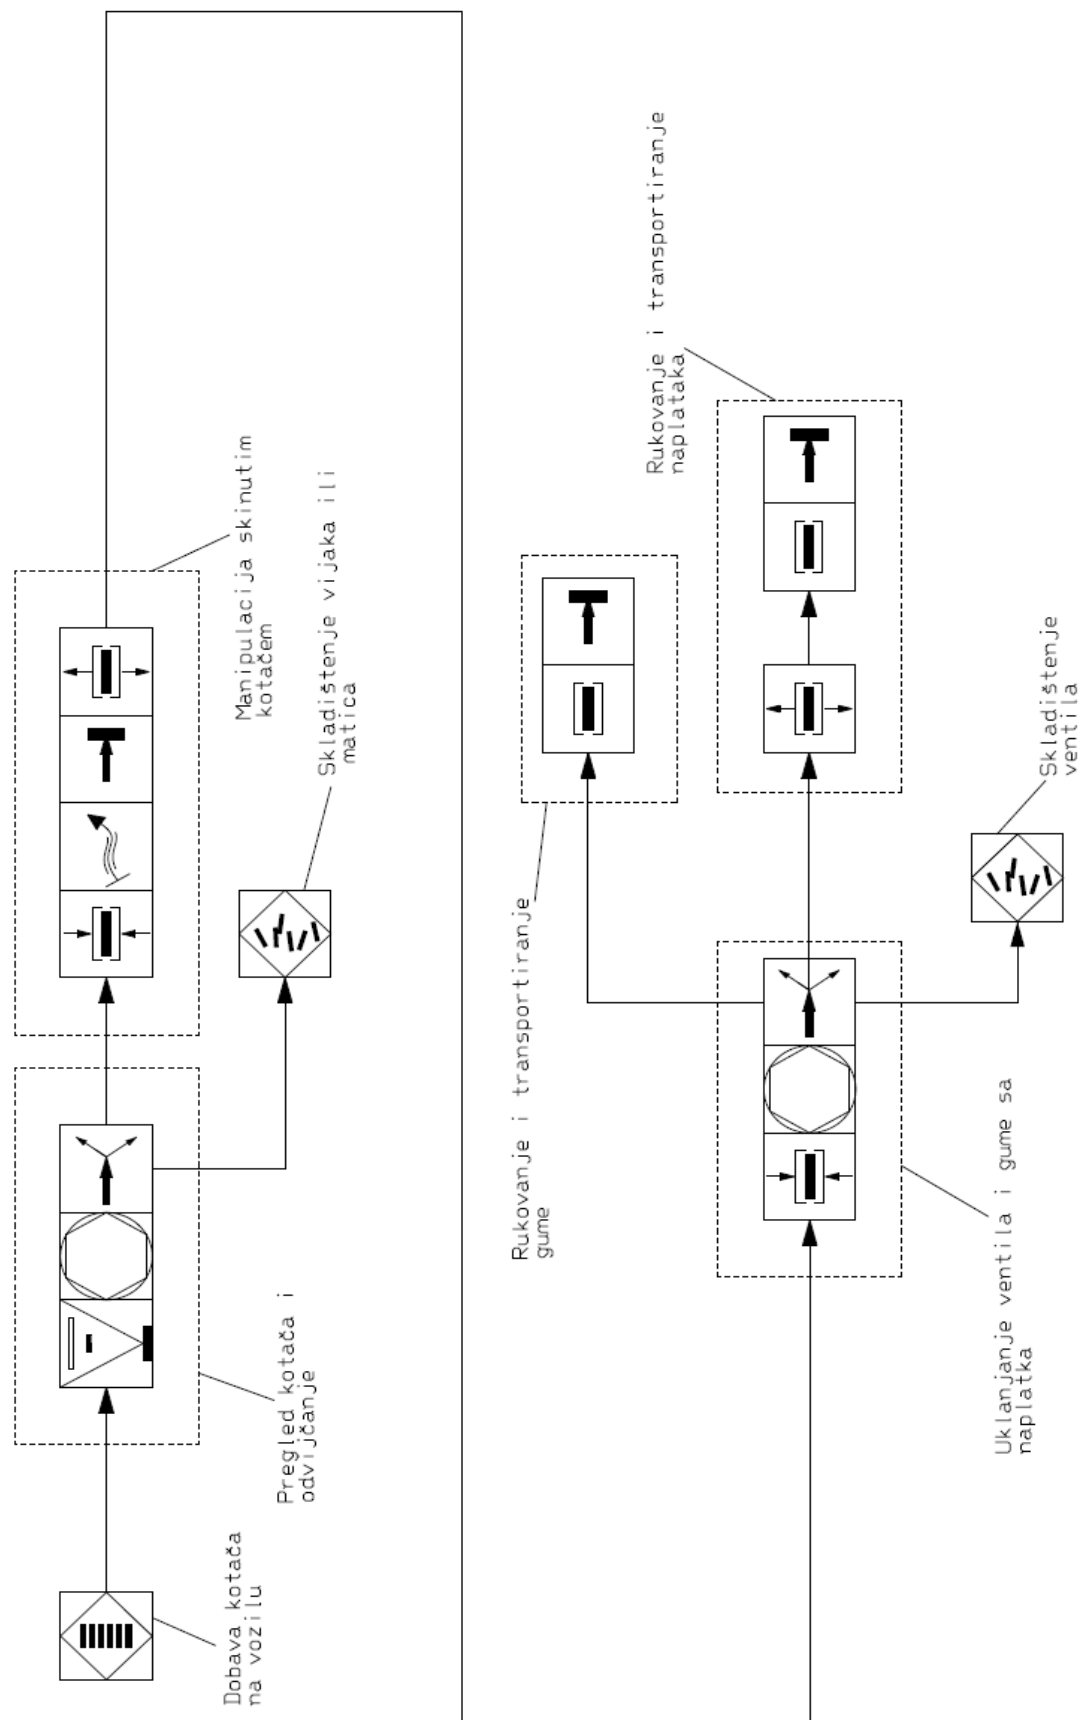 Dobava kotača
na vozilu
Pregled kotača i
odvijčanje
Manipulacija skinutim
kotačem
Skladištenje vijaka ili
matica
Rukovanje i transportiranje
gume
Rukovanje i transportiranje
naplataka
Uklanjanje ventila i gume sa
naplatka
Skladištenje
ventila